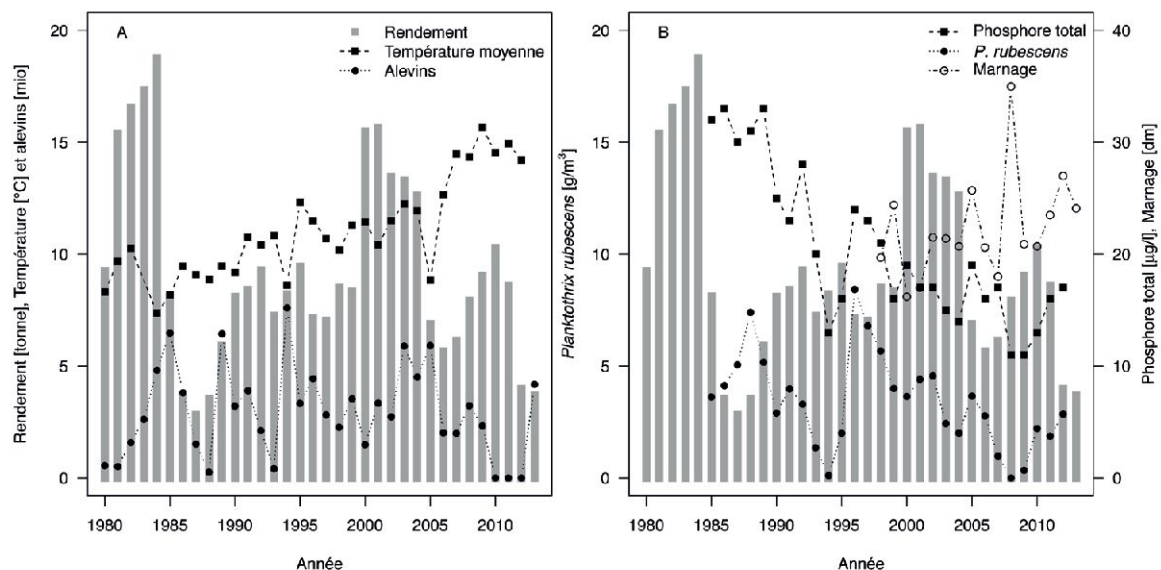 A
Rendement
Température moyenne
Alevins
Rendement [tonne], Température [°C] et alevins [mio]
20
15
10
5
0
1980
1985
1990
1995
2000
2005
2010
Année
B
Phosphore total
P. rubescens
Marnage
Planktothrix rubescens [g/m³]
20
15
10
5
0
Phosphore total [µg/l], Marnage [dm]
40
30
20
10
0
1980
1985
1990
1995
2000
2005
2010
Année